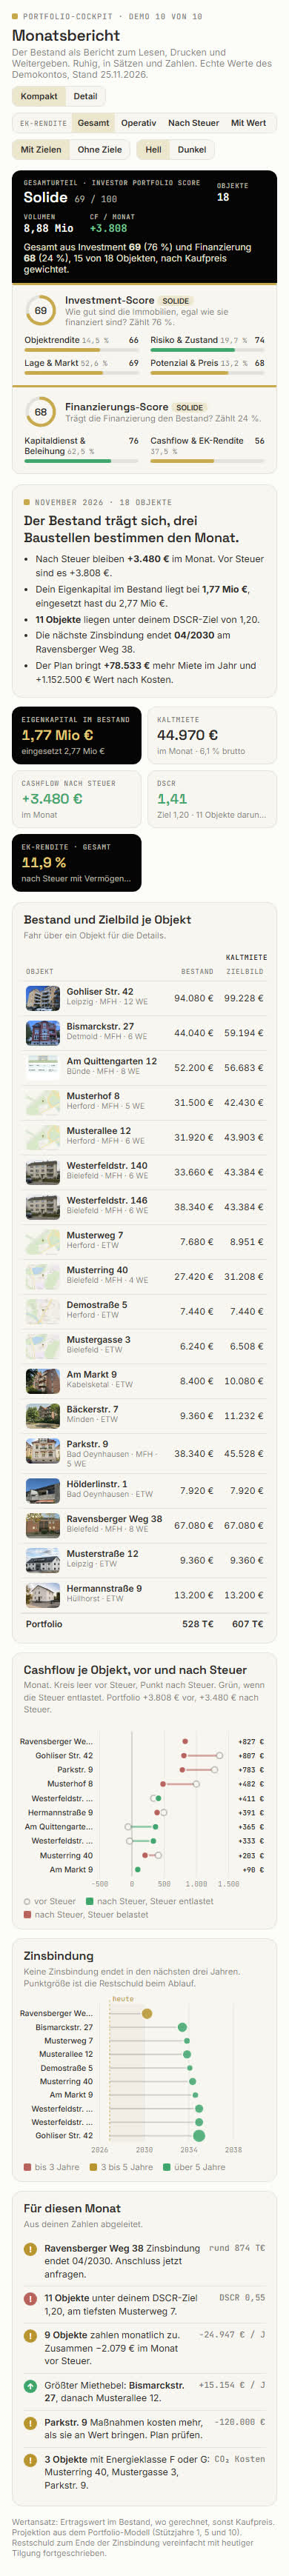 PORTFOLIO-COCKPIT · DEMO 10 VON 10
Monatsbericht
Der Bestand als Bericht zum Lesen, Drucken und
Weitergeben. Ruhig, in Sätzen und Zahlen. Echte Werte des
Demokontos, Stand 25.11.2026.
Kompakt Detail
EK-RENDITE Gesamt Operativ Nach Steuer Mit Wert
Mit Zielen Ohne Ziele Hell Dunkel
GESAMTURTEIL · INVESTOR PORTFOLIO SCORE
Solide 69 / 100
OBJEKTE
18
VOLUMEN CF / MONAT
8,88 Mio +3.808
Gesamt aus Investment 69 (76 %) und Finanzierung
68 (24 %), 15 von 18 Objekten, nach Kaufpreis
gewichtet.
69
Investment-Score SOLIDE
Wie gut sind die Immobilien, egal wie sie
finanziert sind? Zählt 76 %.
Objektrendite 14,5 % 66
Risiko & Zustand 19,7 % 74
Lage & Markt 52,6 % 69
Potenzial & Preis 13,2 % 68
68
Finanzierungs-Score SOLIDE
Trägt die Finanzierung den Bestand? Zählt 24 %.
Kapitaldienst &
Beleihung 62,5 % 76
Cashflow & EK-Rendite
37,5 % 56
NOVEMBER 2026 · 18 OBJEKTE
Der Bestand trägt sich, drei
Baustellen bestimmen den Monat.
• Nach Steuer bleiben +3.480 € im Monat. Vor Steuer
sind es +3.808 €.
• Dein Eigenkapital im Bestand liegt bei 1,77 Mio €,
eingesetzt hast du 2,77 Mio €.
• 11 Objekte liegen unter deinem DSCR-Ziel von 1,20.
• Die nächste Zinsbindung endet 04/2030 am
Ravensberger Weg 38.
• Der Plan bringt +78.533 € mehr Miete im Jahr und
+1.152.500 € Wert nach Kosten.
EIGENKAPITAL IM BESTAND
1,77 Mio €
eingesetzt 2,77 Mio €
KALTMIETE
44.970 €
im Monat · 6,1 % brutto
CASHFLOW NACH STEUER
+3.480 €
im Monat
DSCR
1,41
Ziel 1,20 · 11 Objekte darun…
EK-RENDITE · GESAMT
11,9 %
nach Steuer mit Vermögen…
Bestand und Zielbild je Objekt
Fahr über ein Objekt für die Details.
KALTMIETE
OBJEKT BESTAND ZIELBILD
Gohliser Str. 42
Leipzig · MFH · 12 WE
94.080 € 99.228 €
Bismarckstr. 27
Detmold · MFH · 6 WE
44.040 € 59.194 €
Am Quittengarten 12
Bünde · MFH · 8 WE
52.200 € 56.683 €
Musterhof 8
Herford · MFH · 5 WE
31.500 € 42.430 €
Musterallee 12
Herford · MFH · 6 WE
31.920 € 43.903 €
Westerfeldstr. 140
Bielefeld · MFH · 6 WE
33.660 € 43.384 €
Westerfeldstr. 146
Bielefeld · MFH · 6 WE
38.340 € 43.384 €
Musterweg 7
Herford · ETW
7.680 € 8.951 €
Musterring 40
Bielefeld · MFH · 4 WE
27.420 € 31.208 €
Demostraße 5
Herford · ETW
7.440 € 7.440 €
Mustergasse 3
Bielefeld · ETW
6.240 € 6.508 €
Am Markt 9
Kabelsketal · ETW
8.400 € 10.080 €
Bäckerstr. 7
Minden · ETW
9.360 € 11.232 €
Parkstr. 9
Bad Oeynhausen · MFH ·
5 WE
38.340 € 45.528 €
Hölderlinstr. 1
Bad Oeynhausen · ETW
7.920 € 7.920 €
Ravensberger Weg 38
Bielefeld · MFH · 8 WE
67.080 € 67.080 €
Musterstraße 12
Leipzig · ETW
9.360 € 9.360 €
Hermannstraße 9
Hüllhorst · ETW
13.200 € 13.200 €
Portfolio 528 T€ 607 T€
Cashflow je Objekt, vor und nach Steuer
Monat. Kreis leer vor Steuer, Punkt nach Steuer. Grün, wenn
die Steuer entlastet. Portfolio +3.808 € vor, +3.480 € nach
Steuer.
Ravensberger We… +827 €
Gohliser Str. 42 +807 €
Parkstr. 9 +783 €
Musterhof 8 +482 €
Westerfeldstr. … +411 €
Hermannstraße 9 +391 €
Am Quittengarte… +365 €
Westerfeldstr. … +333 €
Musterring 40 +203 €
Am Markt 9 +90 €
-500 0 500 1.000 1.500
vor Steuer nach Steuer, Steuer entlastet
nach Steuer, Steuer belastet
Zinsbindung
Keine Zinsbindung endet in den nächsten drei Jahren.
Punktgröße ist die Restschuld beim Ablauf.
heute
Ravensberger We…
Bismarckstr. 27
Musterweg 7
Musterallee 12
Demostraße 5
Musterring 40
Am Markt 9
Westerfeldstr. …
Westerfeldstr. …
Gohliser Str. 42
2026 2030 2034 2038
bis 3 Jahre 3 bis 5 Jahre über 5 Jahre
Für diesen Monat
Aus deinen Zahlen abgeleitet.
! Ravensberger Weg 38 Zinsbindung rund 874 T€
endet 04/2030. Anschluss jetzt
anfragen.
! 11 Objekte unter deinem DSCR-Ziel DSCR 0,55
1,20, am tiefsten Musterweg 7.
! 9 Objekte zahlen monatlich zu. -24.947 € / J
Zusammen −2.079 € im Monat
vor Steuer.
↑ Größter Miethebel: Bismarckstr. +15.154 € / J
27, danach Musterallee 12.
! Parkstr. 9 Maßnahmen kosten mehr, -120.000 €
als sie an Wert bringen. Plan prüfen.
! 3 Objekte mit Energieklasse F oder G: CO₂ Kosten
Musterring 40, Mustergasse 3,
Parkstr. 9.
Wertansatz: Ertragswert im Bestand, wo gerechnet, sonst Kaufpreis.
Projektion aus dem Portfolio-Modell (Stützjahre 1, 5 und 10).
Restschuld zum Ende der Zinsbindung vereinfacht mit heutiger
Tilgung fortgeschrieben.